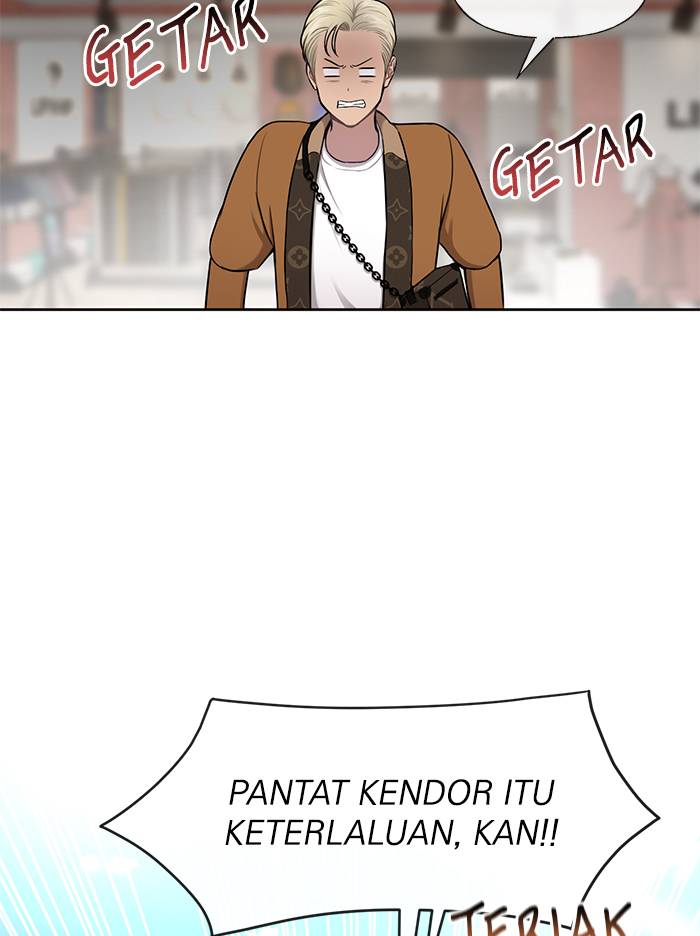 GETAR
GETAR
PANTAT KENDOR ITU
KETERLALUAN, KAN!!
TERIAK